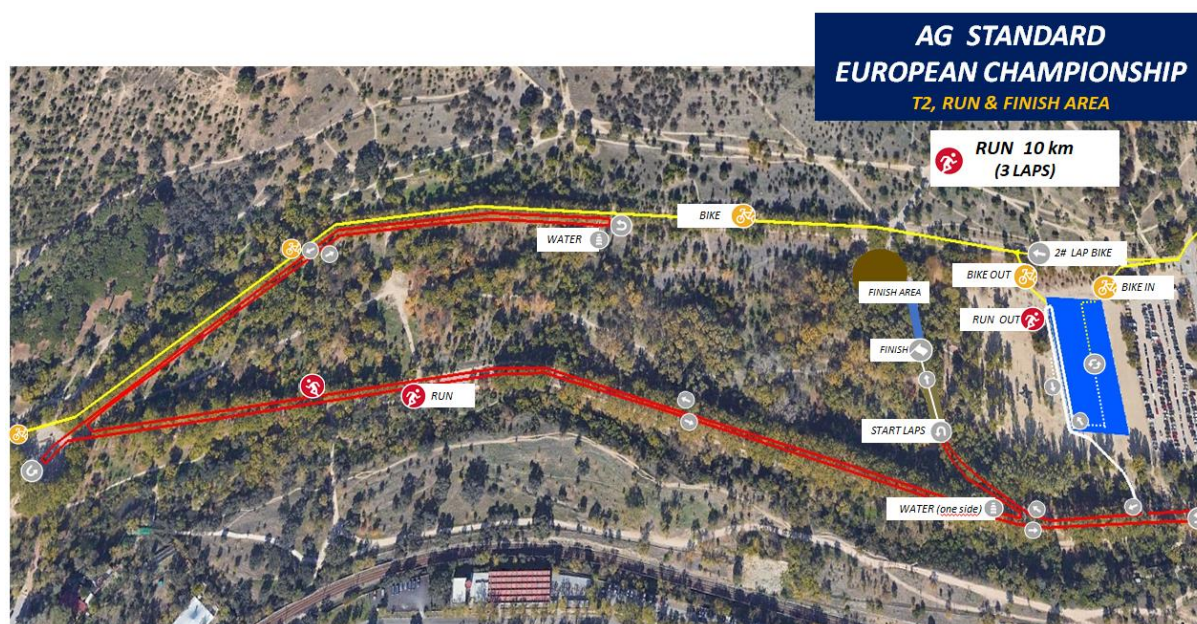 AG STANDARD
EUROPEAN CHAMPIONSHIP
T2, RUN & FINISH AREA
RUN 10 km
(3 LAPS)
BIKE
WATER
2# LAP BIKE
BIKE OUT
BIKE IN
FINISH AREA
RUN OUT
FINISH
RUN
START LAPS
WATER (one side)